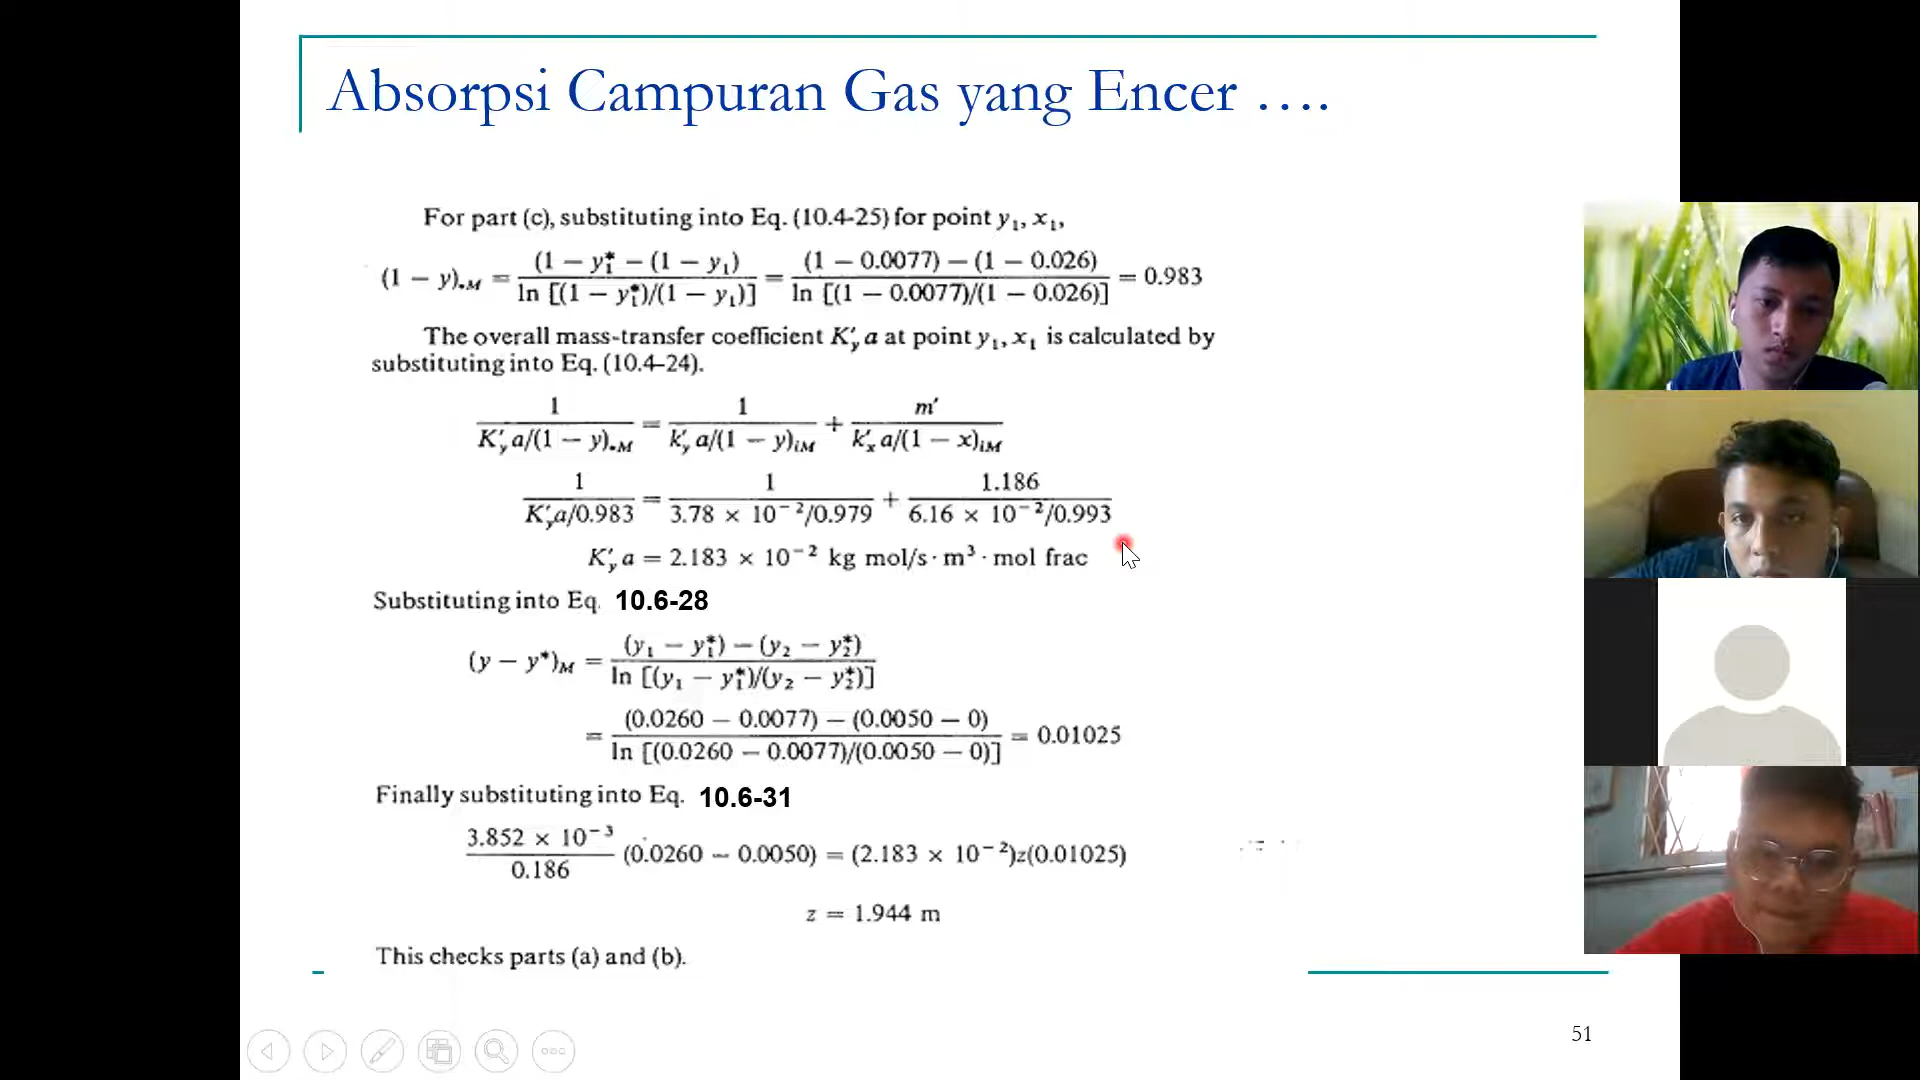 Absorpsi Campuran Gas yang Encer ....
For part (c), substituting into Eq. (10.4-25) for point y₁, x₁,
(1 − y)*M = (1 − y₁* − (1 − y₁) / ln [(1 − y₁*)/(1 − y₁)] = (1 − 0.0077) − (1 − 0.026) / ln [(1 − 0.0077)/(1 − 0.026)] = 0.983
The overall mass-transfer coefficient K′y a at point y₁, x₁ is calculated by
substituting into Eq. (10.4-24).
1 / K′y a/(1 − y)*M = 1 / k′y a/(1 − y)iM + m′ / k′x a/(1 − x)iM
1 / K′y a/0.983 = 1 / 3.78 × 10⁻²/0.979 + 1.186 / 6.16 × 10⁻²/0.993
K′y a = 2.183 × 10⁻² kg mol/s · m³ · mol frac
Substituting into Eq. 10.6-28
(y − y*)M = (y₁ − y₁*) − (y₂ − y₂*) / ln [(y₁ − y₁*)/(y₂ − y₂*)]
= (0.0260 − 0.0077) − (0.0050 − 0) / ln [(0.0260 − 0.0077)/(0.0050 − 0)] = 0.01025
Finally substituting into Eq. 10.6-31
3.852 × 10⁻³ / 0.186 (0.0260 − 0.0050) = (2.183 × 10⁻²)z(0.01025)
z = 1.944 m
This checks parts (a) and (b).
51